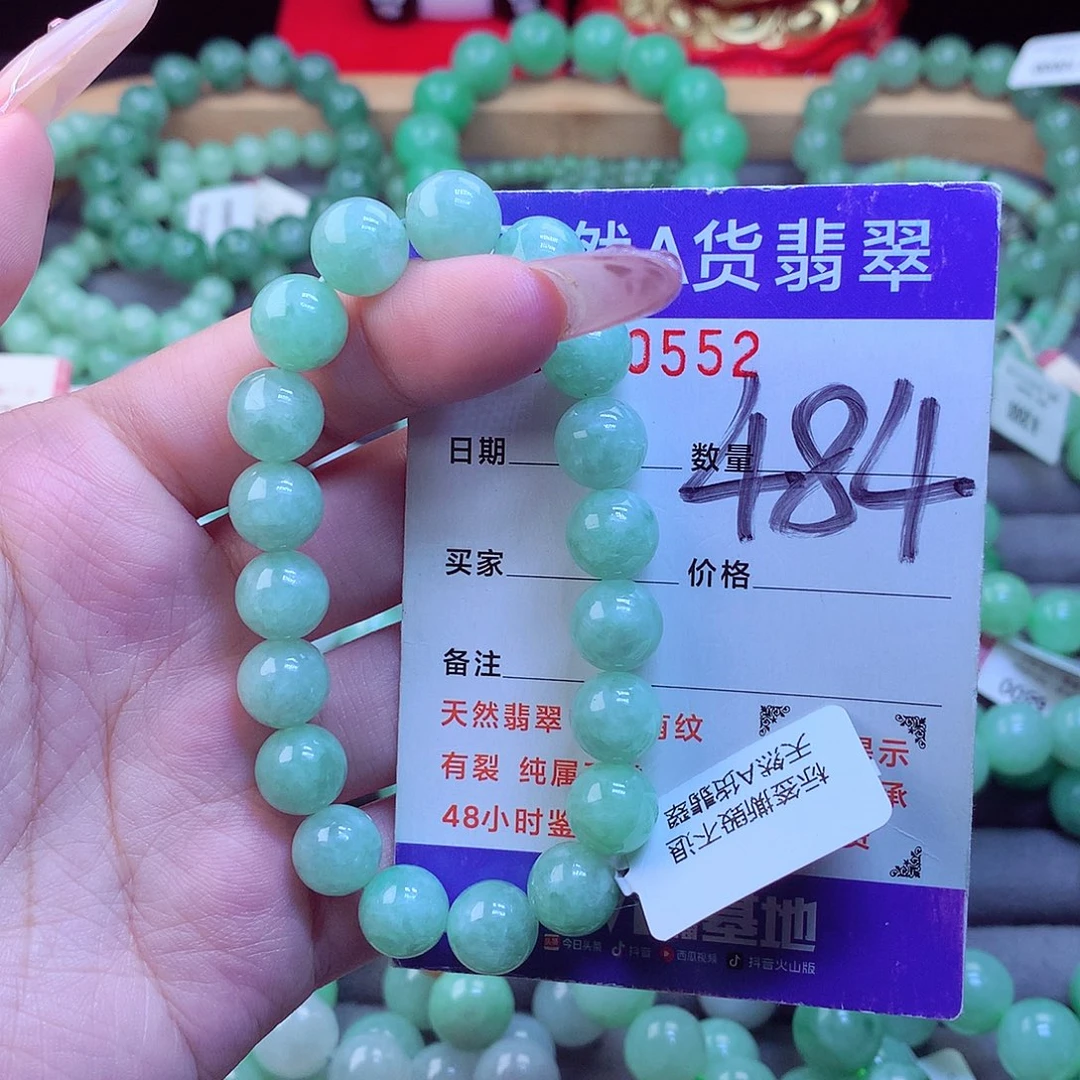 然A货翡翠
0552
日期 数量 484
买家 价格
备注
天然翡翠 有纹
有裂 纯属
48小时鉴
提示
承
标签撕毁不退
天然A货翡翠
基地
今日头条 抖音 西瓜视频 抖音火山版